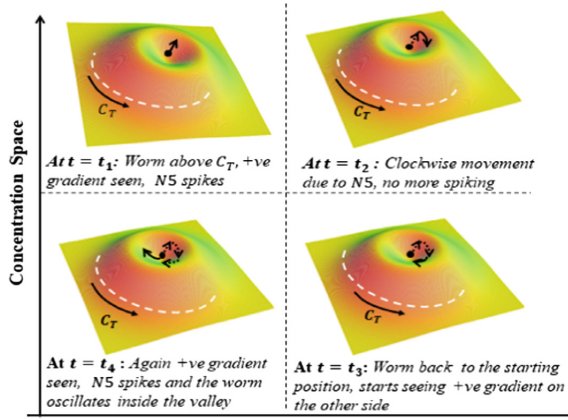 Concentration Space
C_T
At t = t₁: Worm above C_T, +ve
gradient seen, N5 spikes
C_T
At t = t₂ : Clockwise movement
due to N5, no more spiking
C_T
At t = t₄ : Again +ve gradient
seen, N5 spikes and the worm
oscillates inside the valley
C_T
At t = t₃: Worm back to the starting
position, starts seeing +ve gradient on
the other side